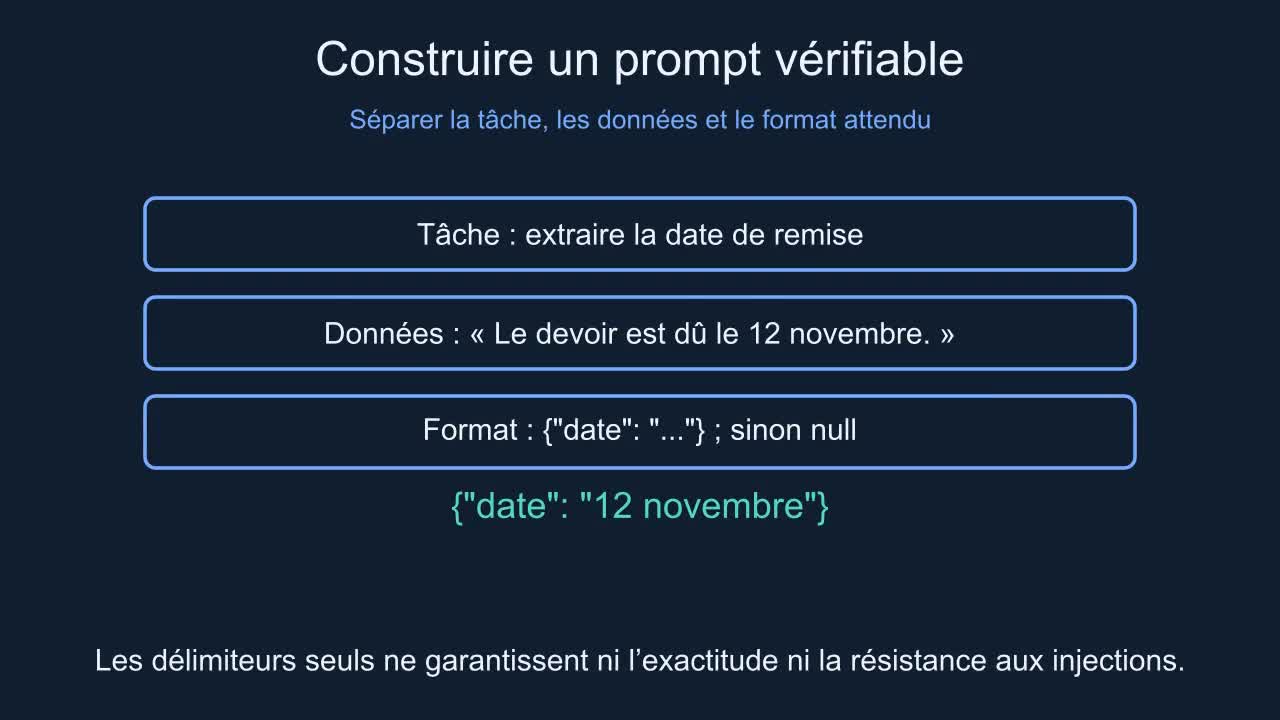 Construire un prompt vérifiable
Séparer la tâche, les données et le format attendu
Tâche : extraire la date de remise
Données : « Le devoir est dû le 12 novembre. »
Format : {"date": "..."} ; sinon null
{"date": "12 novembre"}
Les délimiteurs seuls ne garantissent ni l’exactitude ni la résistance aux injections.